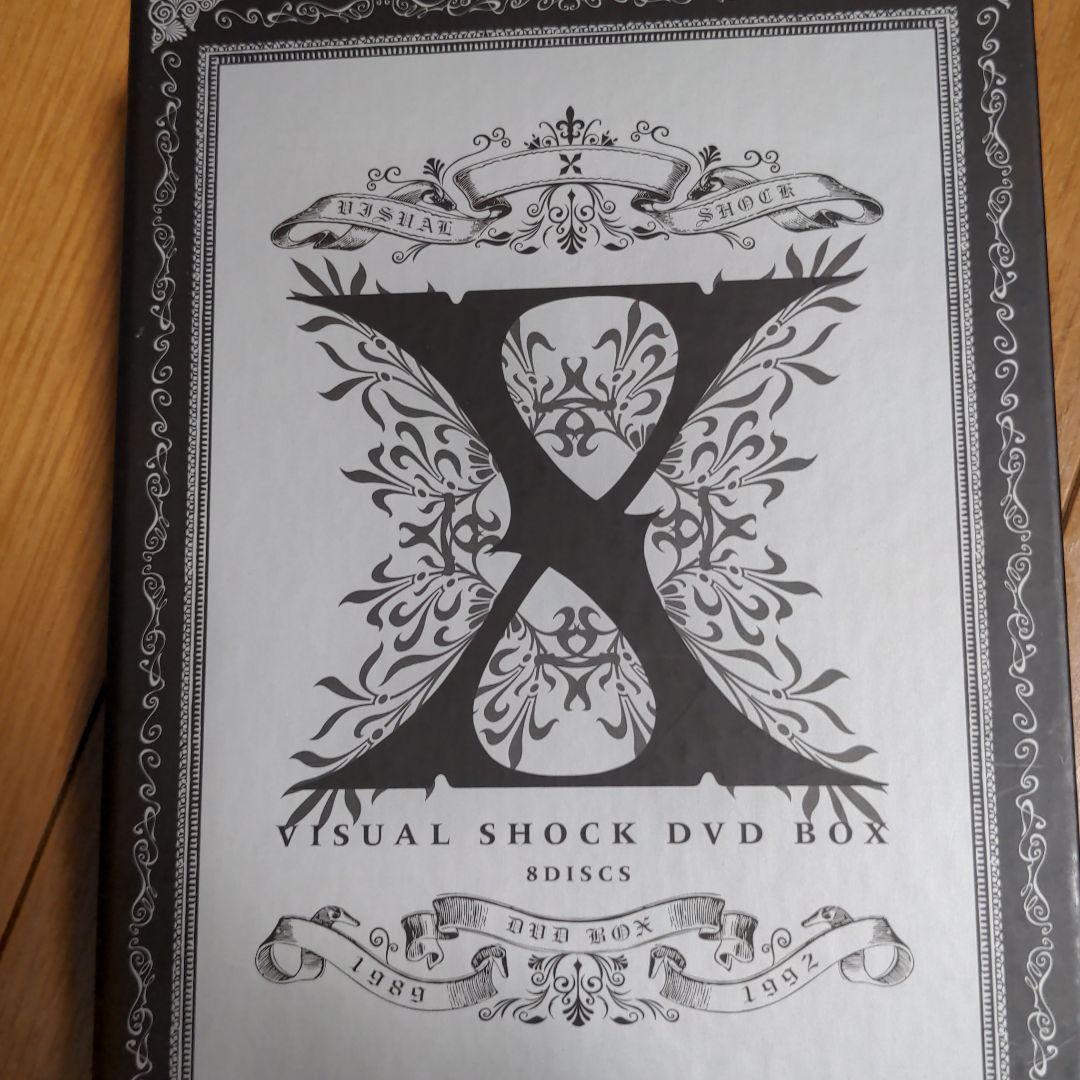 X
VISUAL SHOCK
X
VISUAL SHOCK DVD BOX
8DISCS
DVD BOX
1989 1992